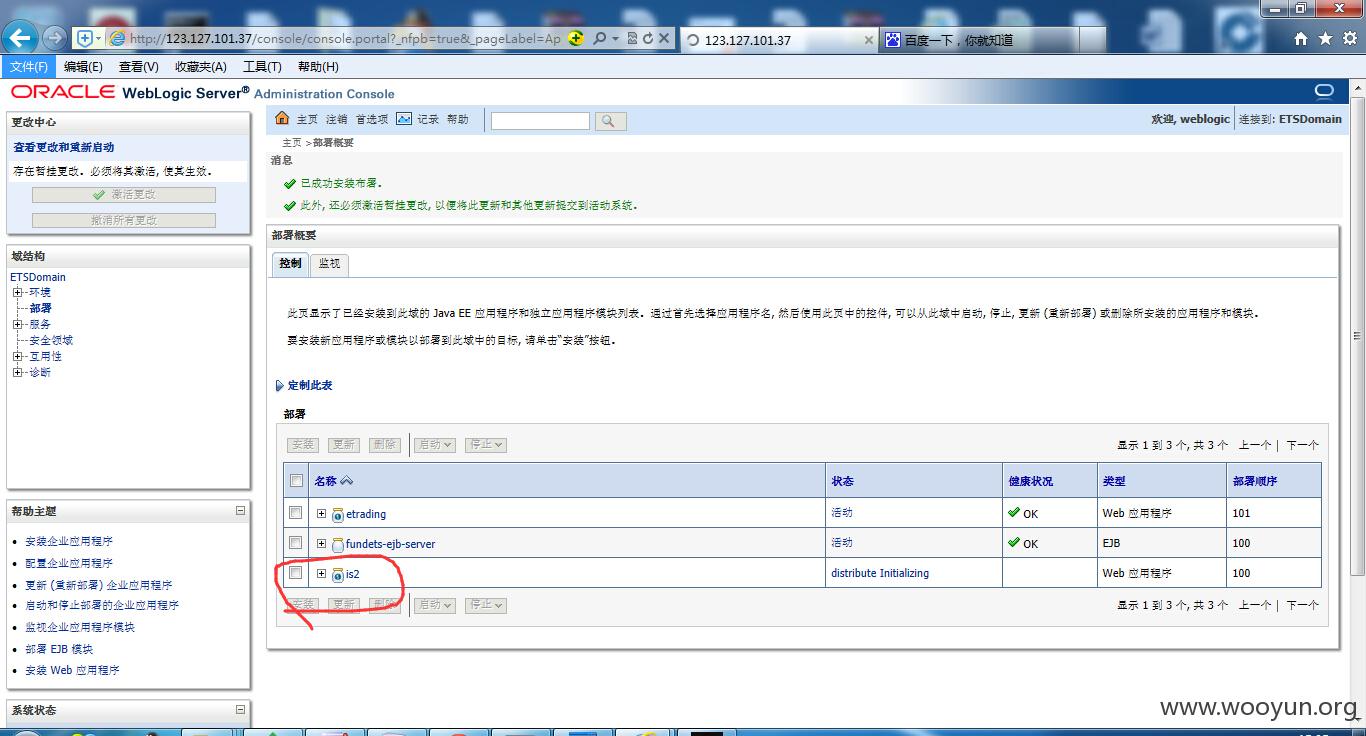 http://123.127.101.37/console/console.portal?_nfpb=true&_pageLabel=Ap
123.127.101.37
百度一下，你就知道
文件(F) 编辑(E) 查看(V) 收藏夹(A) 工具(T) 帮助(H)
ORACLE WebLogic Server® Administration Console
更改中心
查看更改和重新启动
存在暂挂更改。必须将其激活, 使其生效。
激活更改
撤消所有更改
域结构
ETSDomain
环境
部署
服务
安全领域
互用性
诊断
帮助主题
安装企业应用程序
配置企业应用程序
更新 (重新部署) 企业应用程序
启动和停止部署的企业应用程序
监视企业应用程序模块
部署 EJB 模块
安装 Web 应用程序
系统状态
主页 注销 首选项 记录 帮助
欢迎, weblogic 连接到: ETSDomain
主页 >部署概要
消息
已成功安装布署。
此外, 还必须激活暂挂更改, 以便将此更新和其他更新提交到活动系统。
部署概要
控制 监视
此页显示了已经安装到此域的 Java EE 应用程序和独立应用程序模块列表。通过首先选择应用程序名, 然后使用此页中的控件, 可以从此域中启动, 停止, 更新 (重新部署) 或删除所安装的应用程序和模块。
要安装新应用程序或模块以部署到此域中的目标, 请单击“安装”按钮。
定制此表
部署
安装 更新 删除 启动 停止 显示 1 到 3 个, 共 3 个 上一个 | 下一个
名称 状态 健康状况 类型 部署顺序
etrading 活动 OK Web 应用程序 101
fundets-ejb-server 活动 OK EJB 100
is2 distribute Initializing Web 应用程序 100
安装 更新 删除 启动 停止 显示 1 到 3 个, 共 3 个 上一个 | 下一个
www.wooyun.org